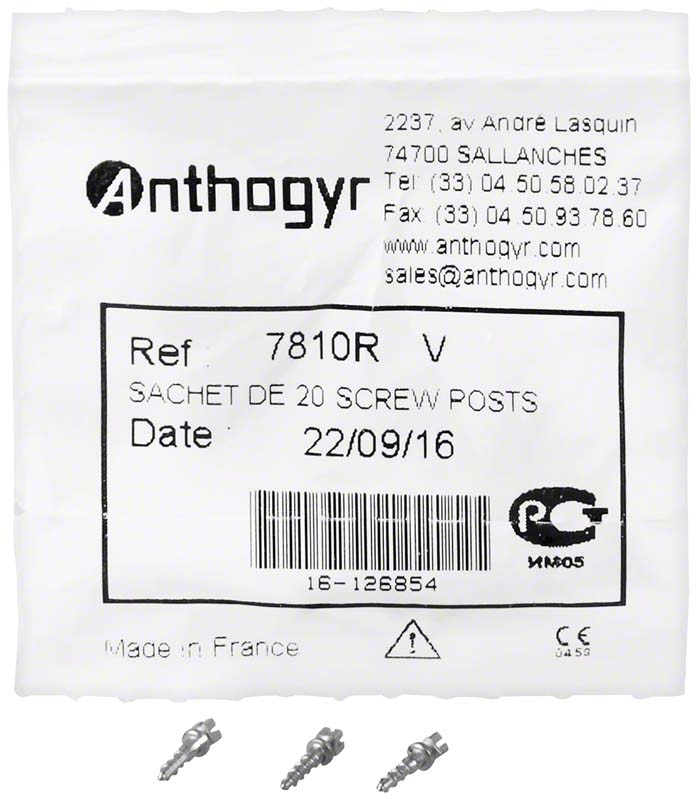 2237, av André Lasquin
74700 SALLANCHES
Anthogyr
Tel: (33) 04.50.58.02.37
Fax: (33) 04.50.93.78.60
www.anthogyr.com
sales@anthogyr.com
Ref 7810R V
SACHET DE 20 SCREW POSTS
Date 22/09/16
РСТ
ИМ05
16-126854
Made in France
CE
0459